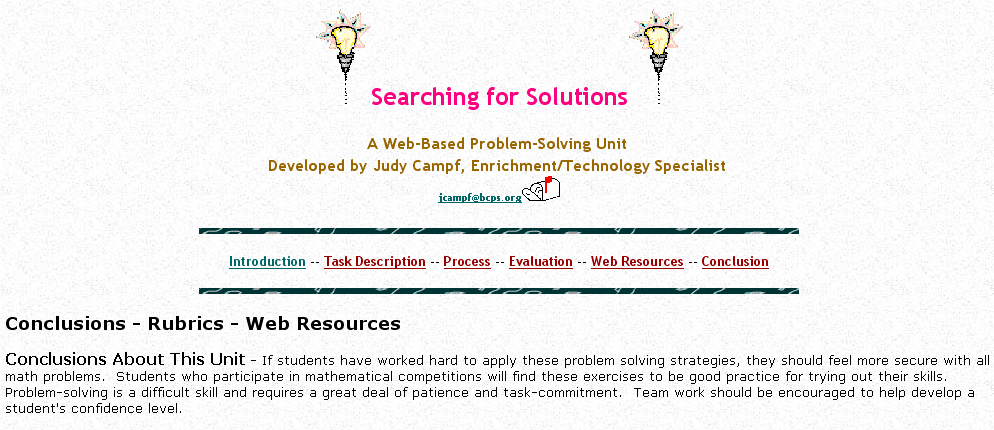 Searching for Solutions
A Web-Based Problem-Solving Unit
Developed by Judy Campf, Enrichment/Technology Specialist
jcampf@bcps.org
Introduction -- Task Description -- Process -- Evaluation -- Web Resources -- Conclusion
Conclusions - Rubrics - Web Resources
Conclusions About This Unit - If students have worked hard to apply these problem solving strategies, they should feel more secure with all
math problems.  Students who participate in mathematical competitions will find these exercises to be good practice for trying out their skills.
Problem-solving is a difficult skill and requires a great deal of patience and task-commitment.  Team work should be encouraged to help develop a
student's confidence level.